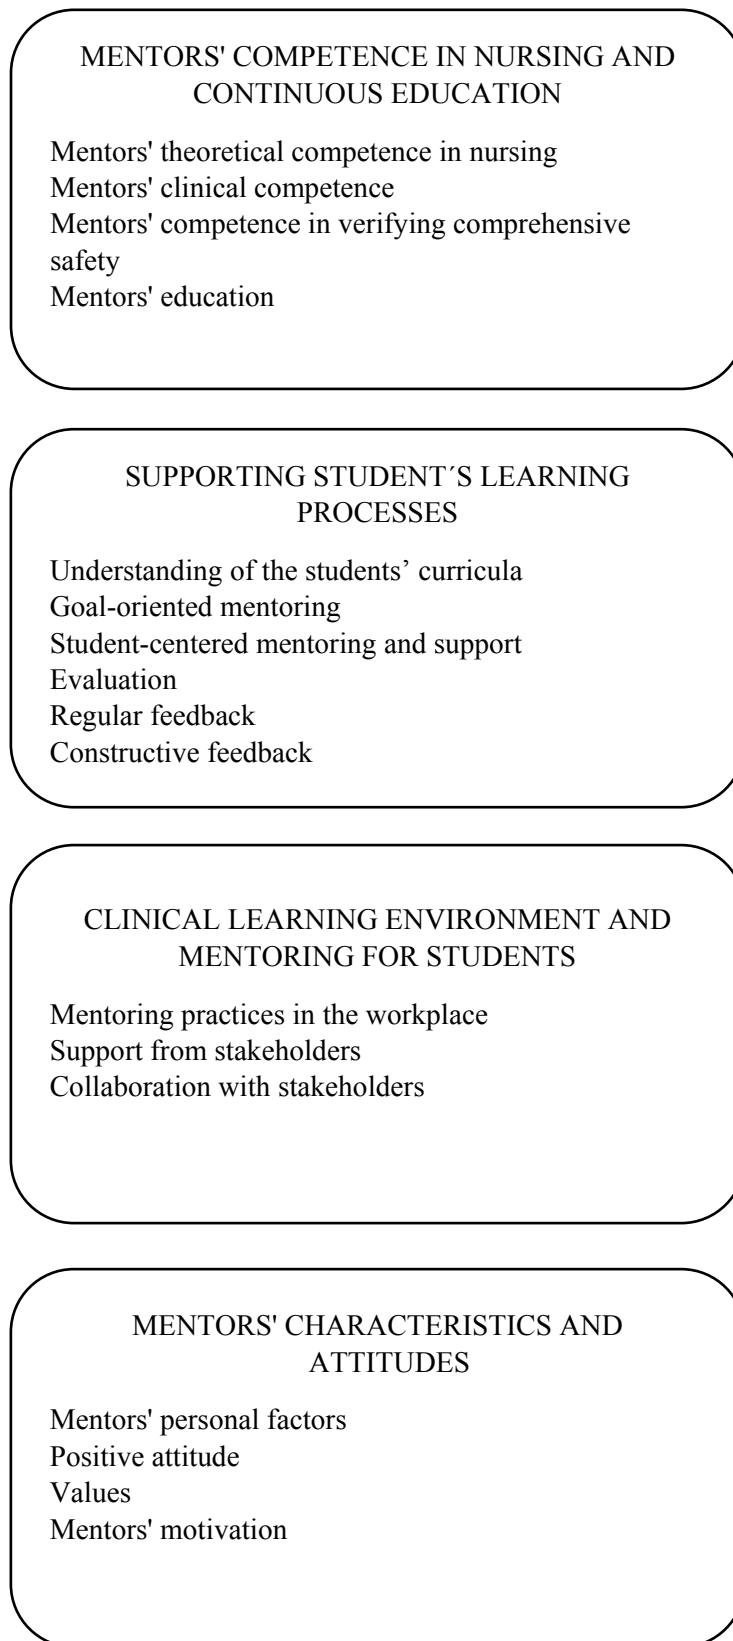 MENTORS' COMPETENCE IN NURSING AND
CONTINUOUS EDUCATION
Mentors' theoretical competence in nursing
Mentors' clinical competence
Mentors' competence in verifying comprehensive
safety
Mentors' education
SUPPORTING STUDENT´S LEARNING
PROCESSES
Understanding of the students’ curricula
Goal-oriented mentoring
Student-centered mentoring and support
Evaluation
Regular feedback
Constructive feedback
CLINICAL LEARNING ENVIRONMENT AND
MENTORING FOR STUDENTS
Mentoring practices in the workplace
Support from stakeholders
Collaboration with stakeholders
MENTORS' CHARACTERISTICS AND
ATTITUDES
Mentors' personal factors
Positive attitude
Values
Mentors' motivation